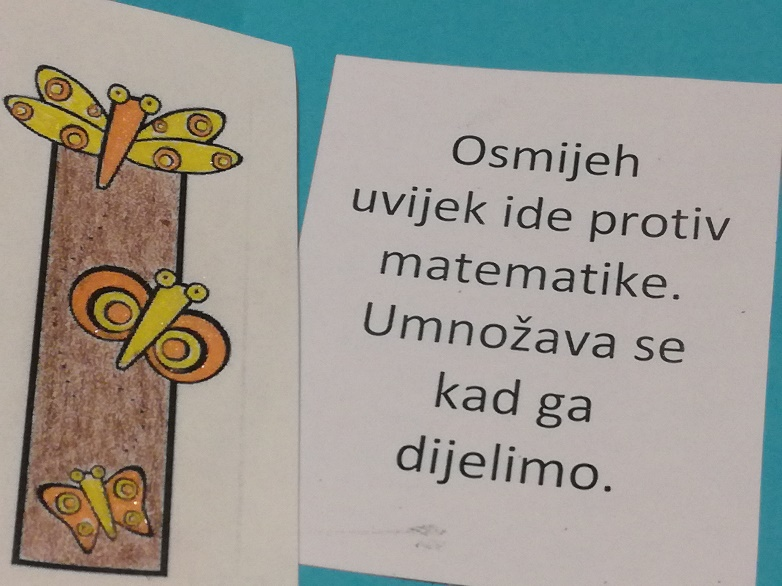 Osmijeh
uvijek ide protiv
matematike.
Umnožava se
kad ga
dijelimo.